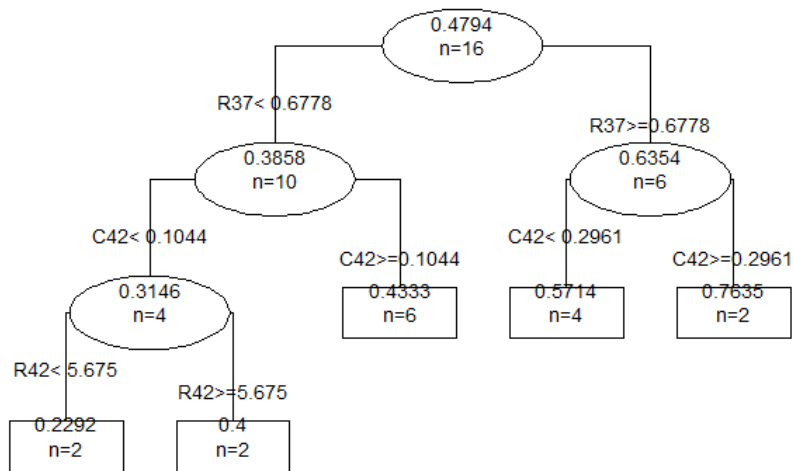 0.4794
n=16
R37< 0.6778
R37>=0.6778
0.3858
n=10
0.6354
n=6
C42< 0.1044
C42>=0.1044
C42< 0.2961
C42>=0.2961
0.3146
n=4
0.4333
n=6
0.5714
n=4
0.7635
n=2
R42< 5.675
R42>=5.675
0.2292
n=2
0.4
n=2